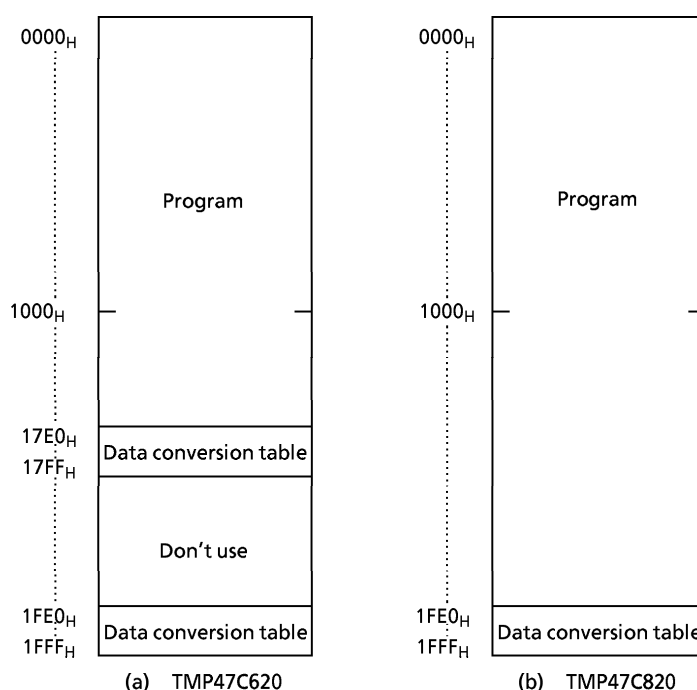 0000H
Program
1000H
17E0H
Data conversion table
17FFH
Don't use
1FE0H
Data conversion table
1FFFH
(a) TMP47C620
0000H
Program
1000H
1FE0H
Data conversion table
1FFFH
(b) TMP47C820